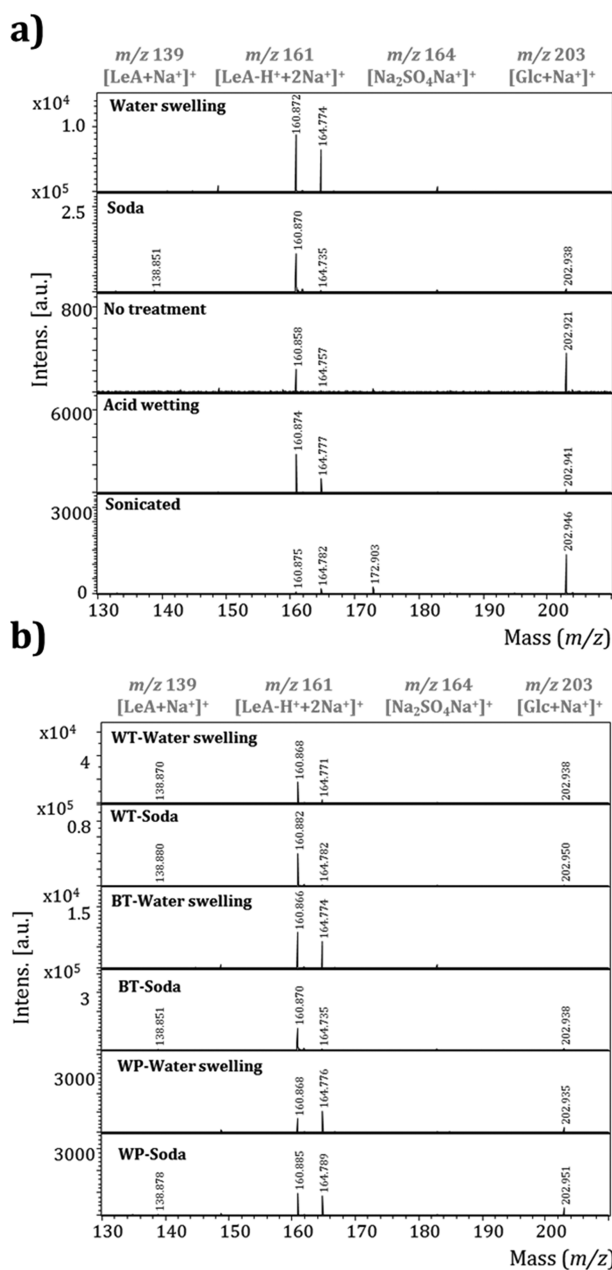 a)
m/z 139 m/z 161 m/z 164 m/z 203
[LeA+Na⁺]⁺ [LeA-H⁺+2Na⁺]⁺ [Na₂SO₄Na⁺]⁺ [Glc+Na⁺]⁺
x10⁴
Water swelling
1.0
160.872
164.774
x10⁵
Soda
2.5
138.851
160.870
164.735
202.938
No treatment
800
160.858
164.757
202.921
Acid wetting
6000
160.874
164.777
202.941
Sonicated
3000
0
160.875
164.782
172.903
202.946
Intens. [a.u.]
130 140 150 160 170 180 190 200
Mass (m/z)
b)
m/z 139 m/z 161 m/z 164 m/z 203
[LeA+Na⁺]⁺ [LeA-H⁺+2Na⁺]⁺ [Na₂SO₄Na⁺]⁺ [Glc+Na⁺]⁺
x10⁴
WT-Water swelling
4
138.870
160.868
164.771
202.938
x10⁵
WT-Soda
0.8
138.880
160.882
164.782
202.950
x10⁴
BT-Water swelling
1.5
160.866
164.774
x10⁵
BT-Soda
3
138.851
160.870
164.735
202.938
WP-Water swelling
3000
160.868
164.776
202.935
WP-Soda
3000
138.878
160.885
164.789
202.951
Intens. [a.u.]
130 140 150 160 170 180 190 200
Mass (m/z)